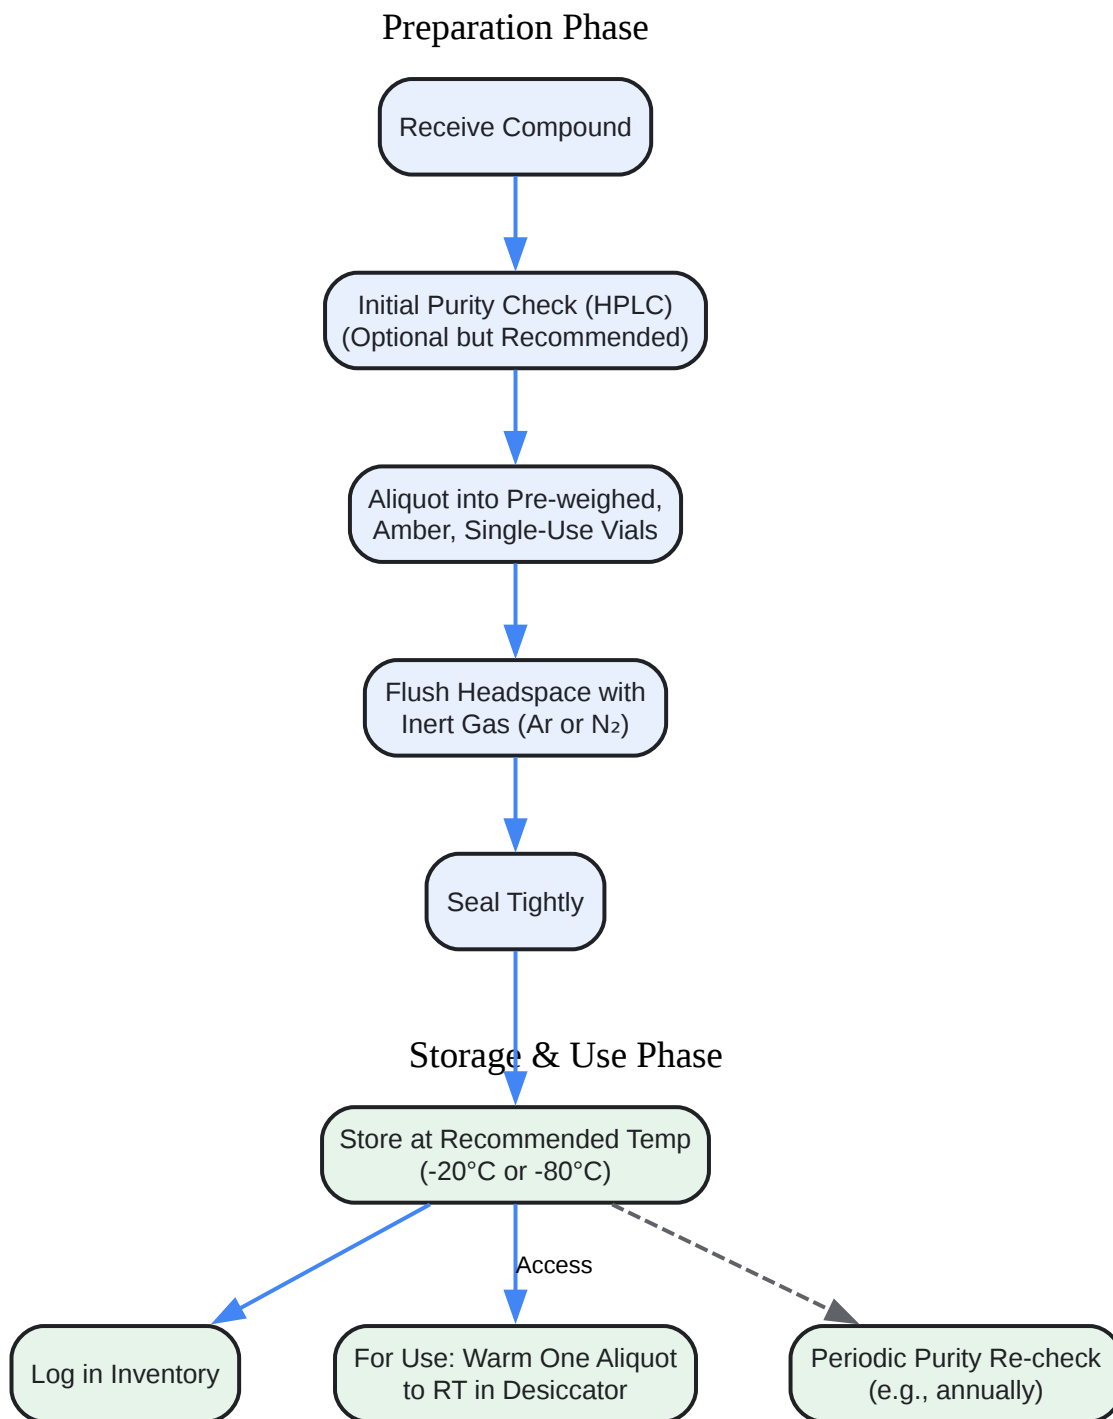 Preparation Phase
Receive Compound
Initial Purity Check (HPLC)
(Optional but Recommended)
Aliquot into Pre-weighed,
Amber, Single-Use Vials
Flush Headspace with
Inert Gas (Ar or N₂)
Seal Tightly
Storage & Use Phase
Store at Recommended Temp
(-20°C or -80°C)
Access
Log in Inventory
For Use: Warm One Aliquot
to RT in Desiccator
Periodic Purity Re-check
(e.g., annually)